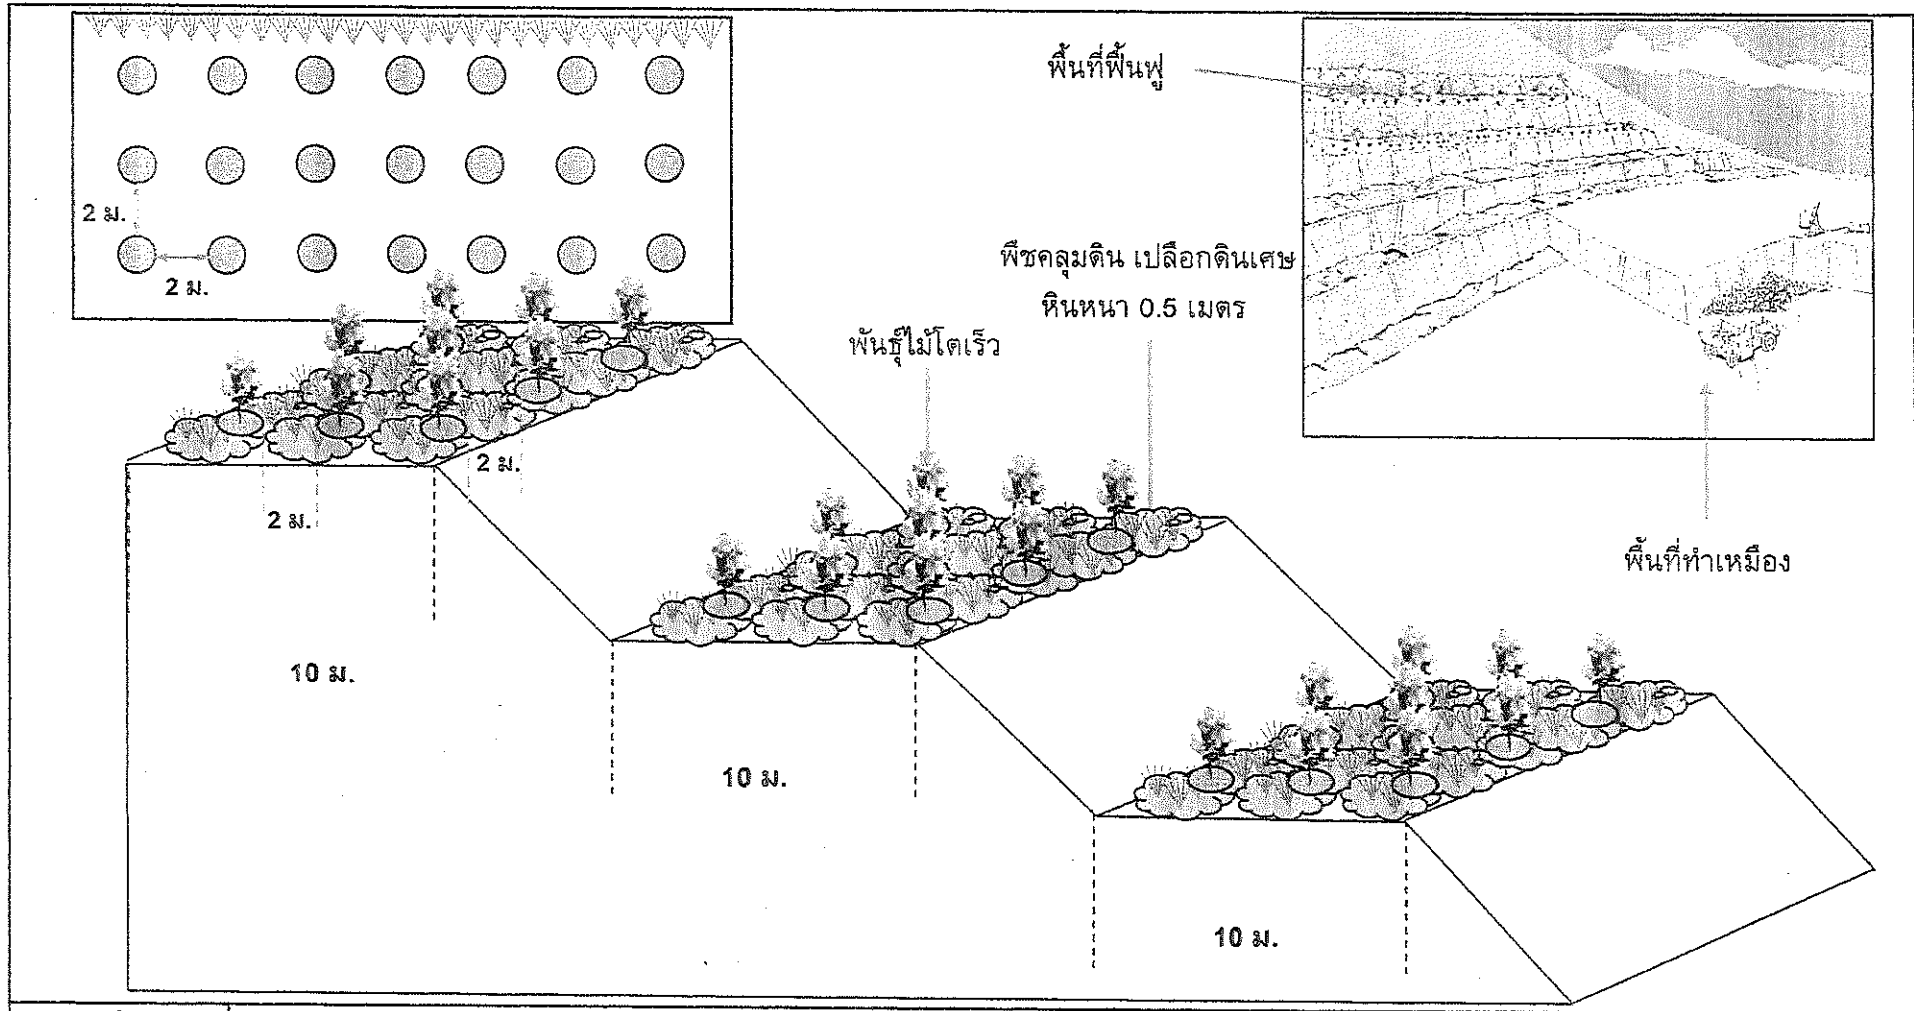 พื้นที่ฟื้นฟู
2 ม.
2 ม.
พืชคลุมดิน เปลือกดินเศษ
หินหนา 0.5 เมตร
พันธุ์ไม้โตเร็ว
2 ม.
2 ม.
พื้นที่ทำเหมือง
10 ม.
10 ม.
10 ม.